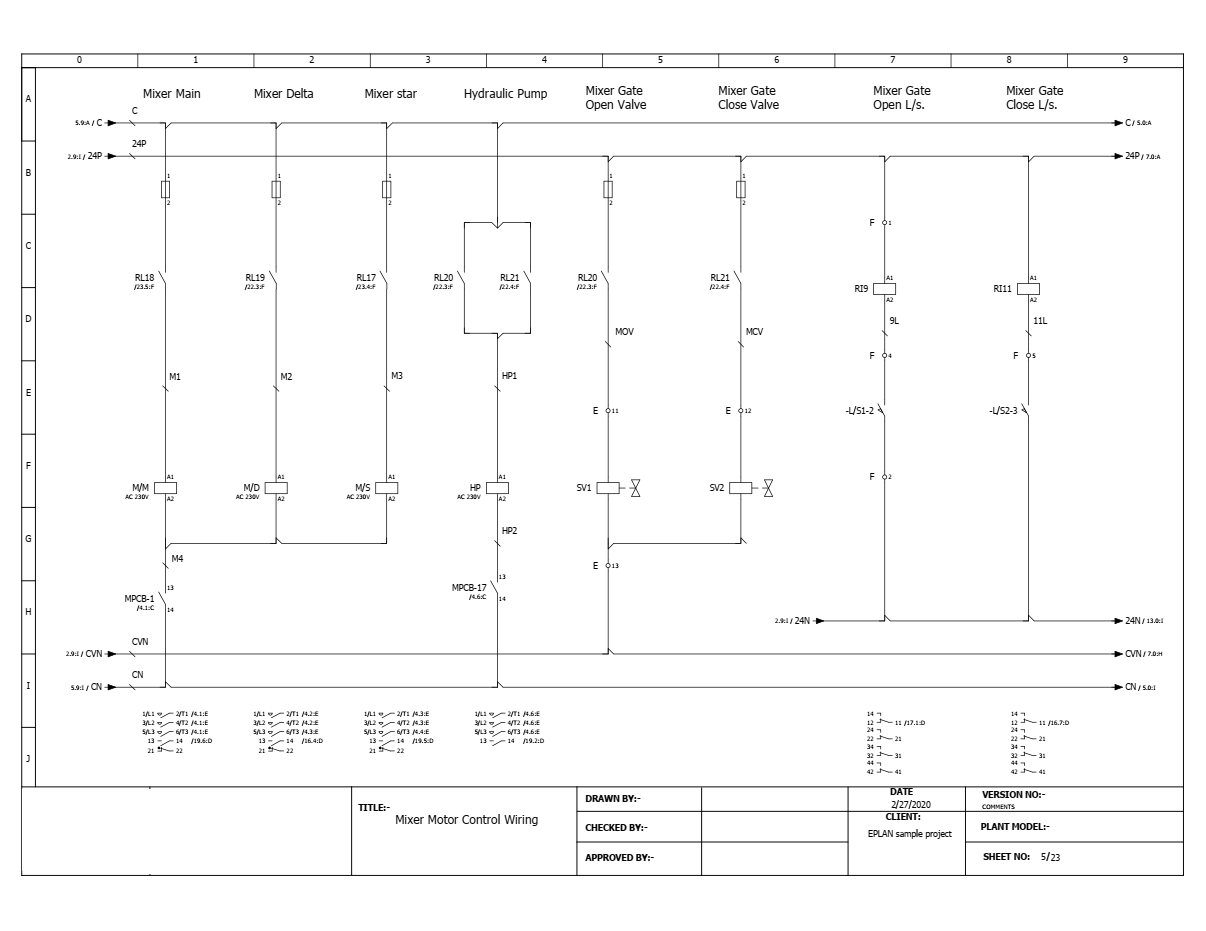 0 1 2 3 4 5 6 7 8 9
A
Mixer Main Mixer Delta Mixer star Hydraulic Pump Mixer Gate Open Valve Mixer Gate Close Valve Mixer Gate Open L/s. Mixer Gate Close L/s.
C
5.9:A / C C / 5.0:A
24P
2.9:I / 24P 24P / 7.0:A
B
1 1 1 1 1
2 2 2 2 2
F 1
C
RL18 RL19 RL17 RL20 RL21 RL20 RL21
/23.5:F /22.3:F /23.4:F /22.3:F /22.4:F /22.3:F /22.4:F
A1 A1
RI9 RI11
A2 A2
D
9L 11L
MOV MCV
F 4 F 5
M1 M2 M3 HP1
E
E 11 E 12 -L/S1-2 -L/S2-3
F
A1 A1 A1 A1 F 2
M/M M/D M/S HP SV1 SV2
AC 230V AC 230V AC 230V AC 230V
A2 A2 A2 A2
HP2
G
M4 E 13
13 13
MPCB-1 MPCB-17
/4.1:C /4.6:C
14 14
H
2.9:I / 24N 24N / 13.0:I
CVN
2.9:I / CVN CVN / 7.0:H
CN
I
5.9:I / CN CN / 5.0:I
1/L1 2/T1 /4.1:E
3/L2 4/T2 /4.1:E
5/L3 6/T3 /4.1:E
13 14 /19.6:D
21 22
1/L1 2/T1 /4.2:E
3/L2 4/T2 /4.2:E
5/L3 6/T3 /4.2:E
13 14 /16.4:D
21 22
1/L1 2/T1 /4.3:E
3/L2 4/T2 /4.3:E
5/L3 6/T3 /4.4:E
13 14 /19.5:D
21 22
1/L1 2/T1 /4.6:E
3/L2 4/T2 /4.6:E
5/L3 6/T3 /4.6:E
13 14 /19.2:D
14
12 11 /17.1:D
24
22 21
34
32 31
44
42 41
14
12 11 /16.7:D
24
22 21
34
32 31
44
42 41
J
TITLE:-
Mixer Motor Control Wiring
DRAWN BY:-
CHECKED BY:-
APPROVED BY:-
DATE
2/27/2020
CLIENT:
EPLAN sample project
VERSION NO:-
COMMENTS
PLANT MODEL:-
SHEET NO: 5/23